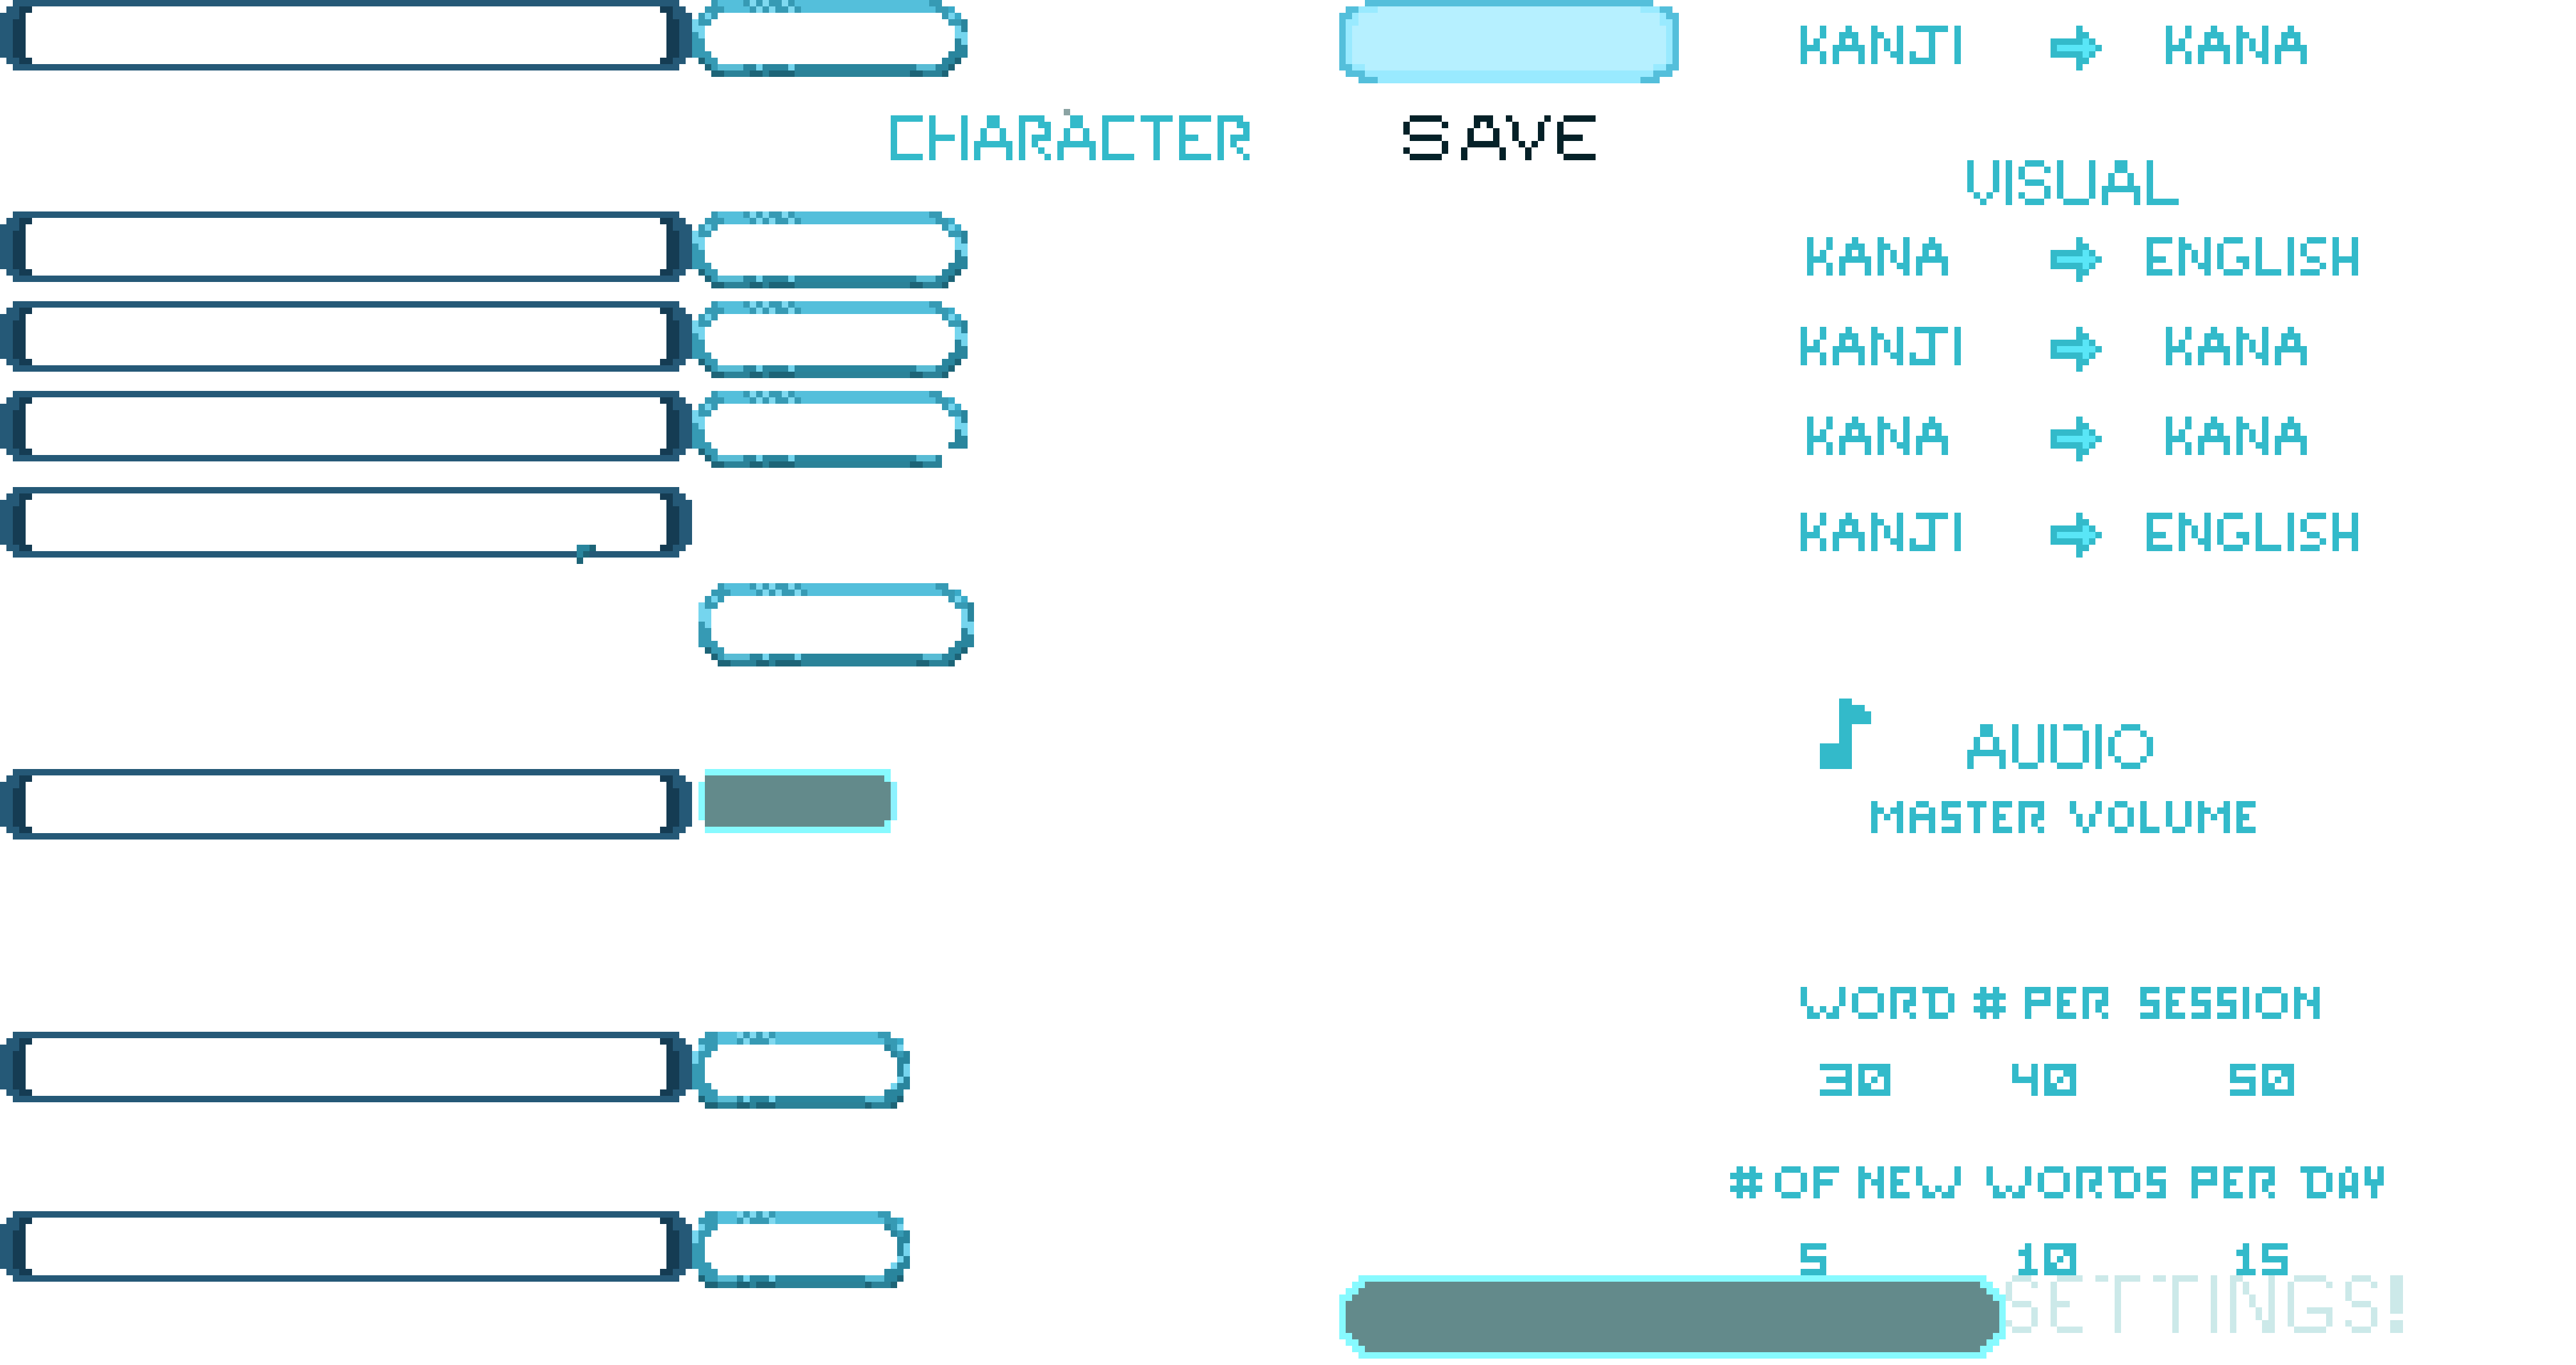 KANJI KANA
CHARACTER SAVE
VISUAL
KANA ENGLISH
KANJI KANA
KANA KANA
KANJI ENGLISH
AUDIO
MASTER VOLUME
WORD # PER SESSION
30 40 50
# OF NEW WORDS PER DAY
5 10 15
SETTINGS!